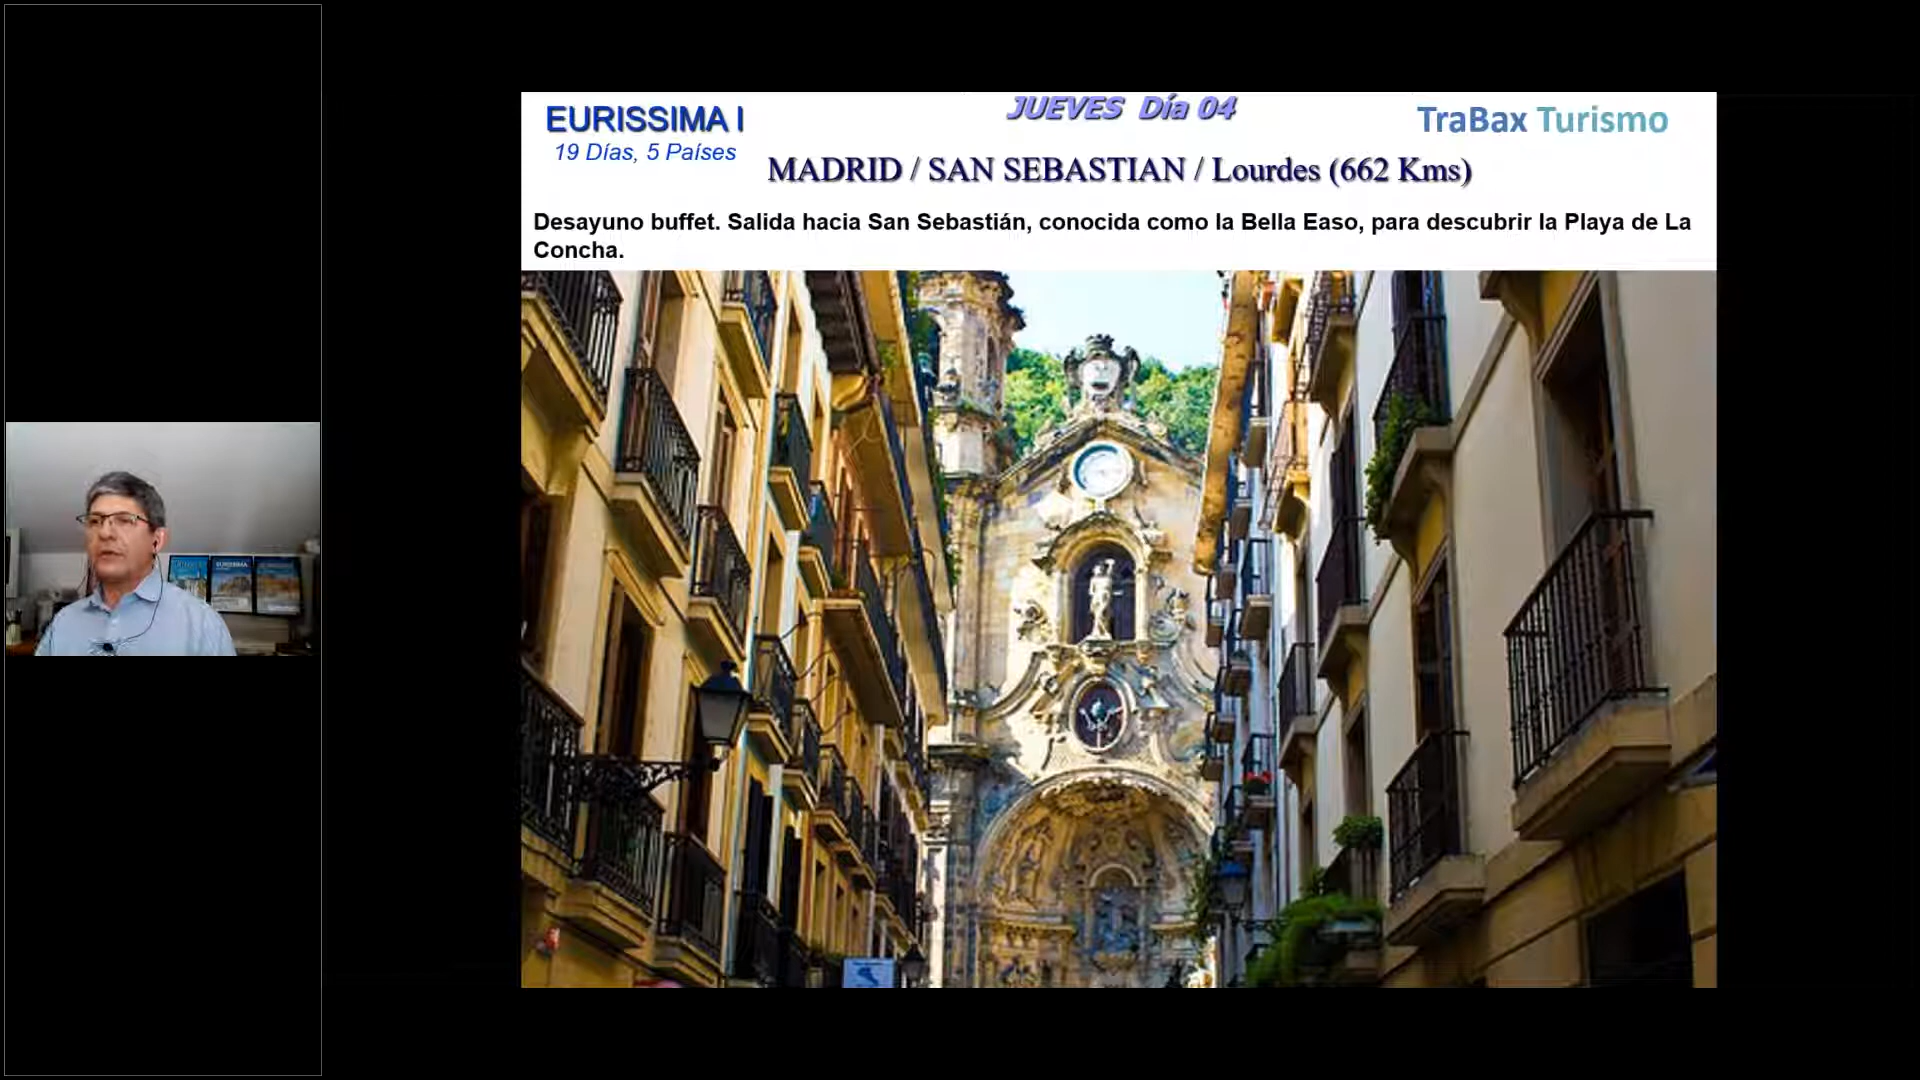 EURISSIMA I
19 Días, 5 Países
JUEVES Día 04
TraBax Turismo
MADRID / SAN SEBASTIAN / Lourdes (662 Kms)
Desayuno buffet. Salida hacia San Sebastián, conocida como la Bella Easo, para descubrir la Playa de La
Concha.
EURISSIMA